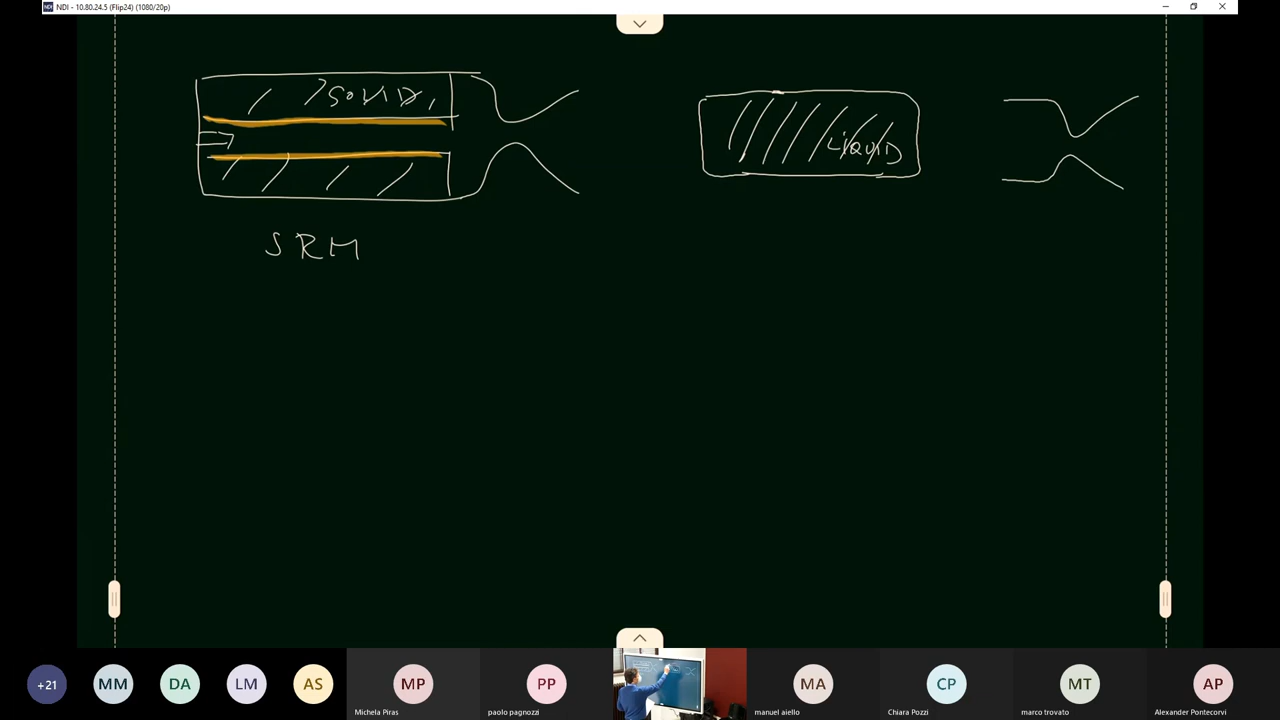 NDI - 10.80.24.5 (Flip24) (1080/20p)
SOLID
LIQUID
SRM
+21
MM
DA
LM
AS
MP
PP
MA
CP
MT
AP
Michela Piras
paolo pagnozzi
manuel aiello
Chiara Pozzi
marco trovato
Alexander Pontecorvi